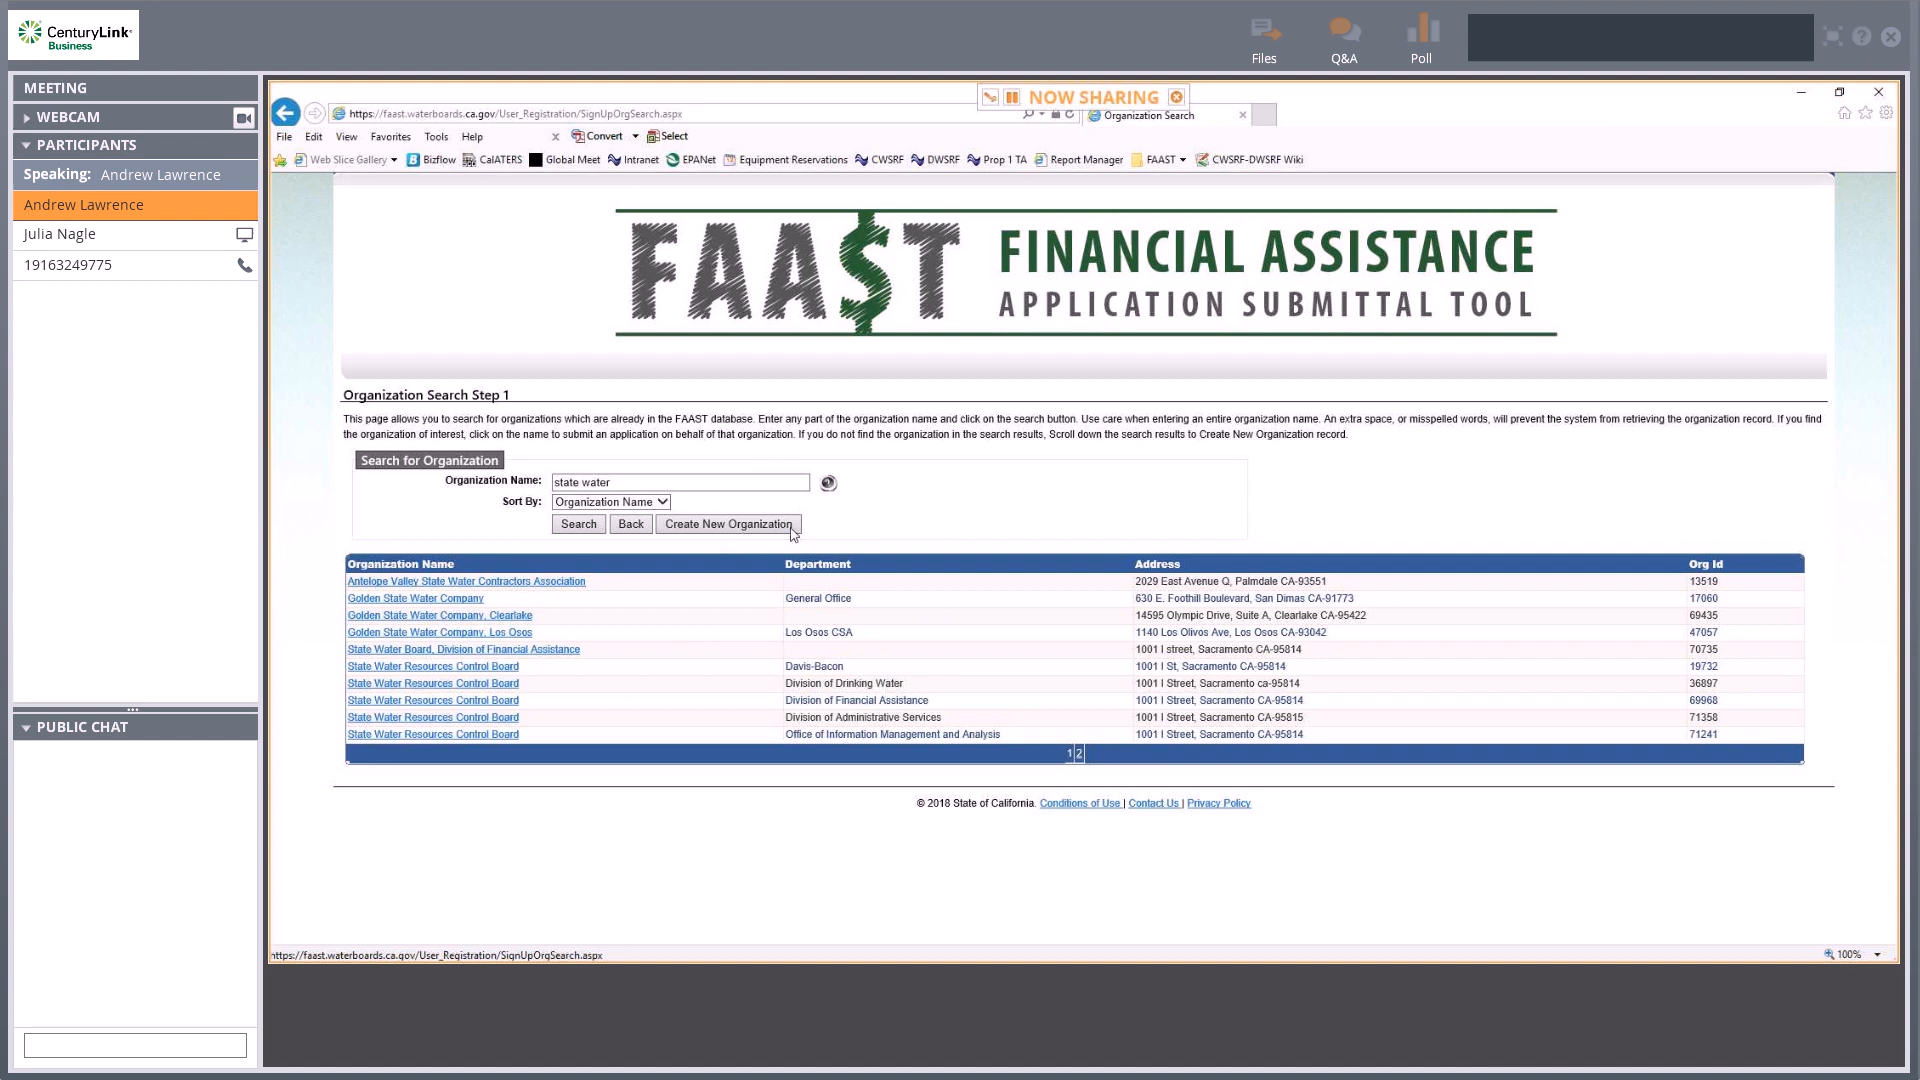 CenturyLink®
Business
Files
Q&A
Poll
MEETING
WEBCAM
PARTICIPANTS
Speaking: Andrew Lawrence
Andrew Lawrence
Julia Nagle
19163249775
PUBLIC CHAT
NOW SHARING
https://faast.waterboards.ca.gov/User_Registration/SignUpOrgSearch.aspx
Organization Search
File Edit View Favorites Tools Help x Convert Select
Web Slice Gallery Bizflow CalATERS Global Meet Intranet EPANet Equipment Reservations CWSRF DWSRF Prop 1 TA Report Manager FAAST CWSRF-DWSRF Wiki
FAA$T FINANCIAL ASSISTANCE
APPLICATION SUBMITTAL TOOL
Organization Search Step 1
This page allows you to search for organizations which are already in the FAAST database. Enter any part of the organization name and click on the search button. Use care when entering an entire organization name. An extra space, or misspelled words, will prevent the system from retrieving the organization record. If you find
the organization of interest, click on the name to submit an application on behalf of that organization. If you do not find the organization in the search results, Scroll down the search results to Create New Organization record.
Search for Organization
Organization Name: state water
Sort By: Organization Name
Search Back Create New Organization
Organization Name Department Address Org Id
Antelope Valley State Water Contractors Association 2029 East Avenue Q, Palmdale CA-93551 13519
Golden State Water Company General Office 630 E. Foothill Boulevard, San Dimas CA-91773 17060
Golden State Water Company, Clearlake 14595 Olympic Drive, Suite A, Clearlake CA-95422 69435
Golden State Water Company, Los Osos Los Osos CSA 1140 Los Olivos Ave, Los Osos CA-93042 47057
State Water Board, Division of Financial Assistance 1001 I street, Sacramento CA-95814 70735
State Water Resources Control Board Davis-Bacon 1001 I St, Sacramento CA-95814 19732
State Water Resources Control Board Division of Drinking Water 1001 I Street, Sacramento ca-95814 36897
State Water Resources Control Board Division of Financial Assistance 1001 I Street, Sacramento CA-95814 69968
State Water Resources Control Board Division of Administrative Services 1001 I Street, Sacramento CA-95815 71358
State Water Resources Control Board Office of Information Management and Analysis 1001 I Street, Sacramento CA-95814 71241
1 2
© 2018 State of California. Conditions of Use | Contact Us | Privacy Policy
https://faast.waterboards.ca.gov/User_Registration/SignUpOrgSearch.aspx
100%